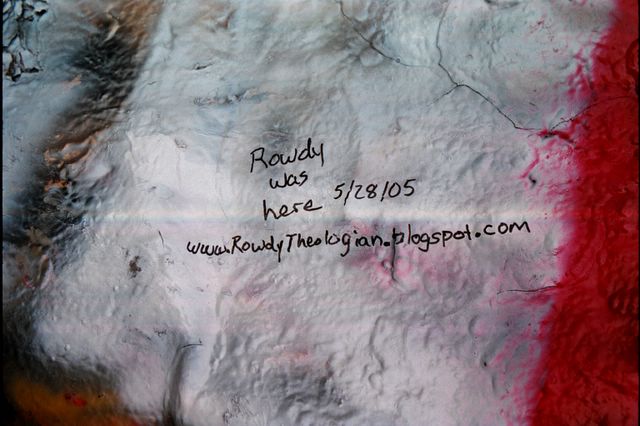 Rowdy
was
here 5/28/05
www.RowdyTheologian.blogspot.com